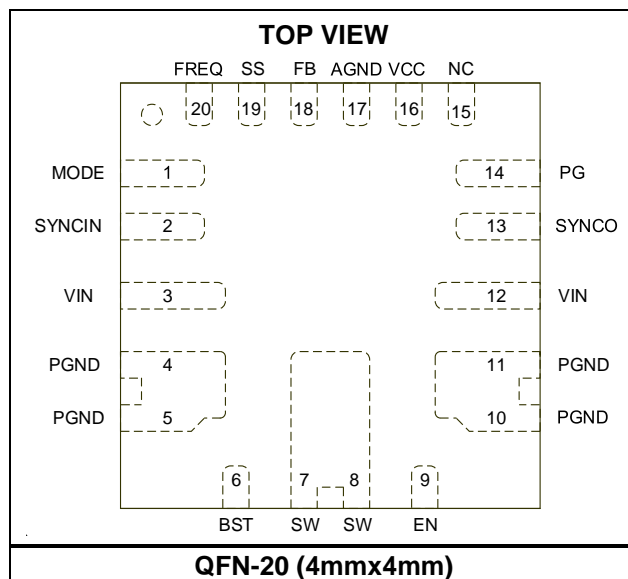 TOP VIEW
FREQ SS FB AGND VCC NC
20 19 18 17 16 15
MODE 1 14 PG
SYNCIN 2 13 SYNCO
VIN 3 12 VIN
PGND 4 11 PGND
PGND 5 10 PGND
6 7 8 9
BST SW SW EN
QFN-20 (4mmx4mm)